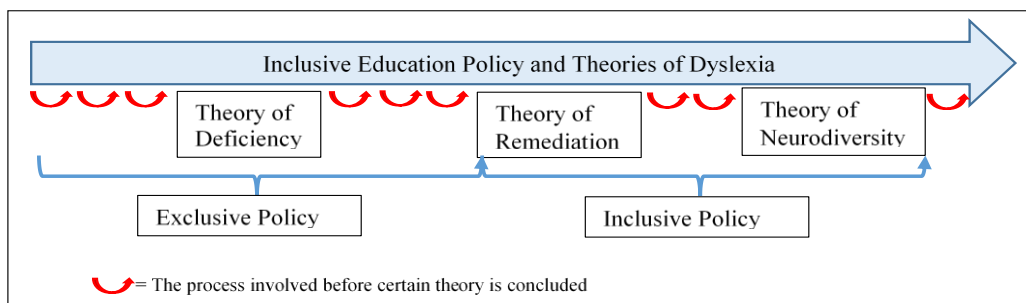 Inclusive Education Policy and Theories of Dyslexia
Theory of
Deficiency
Theory of
Remediation
Theory of
Neurodiversity
Exclusive Policy
Inclusive Policy
= The process involved before certain theory is concluded